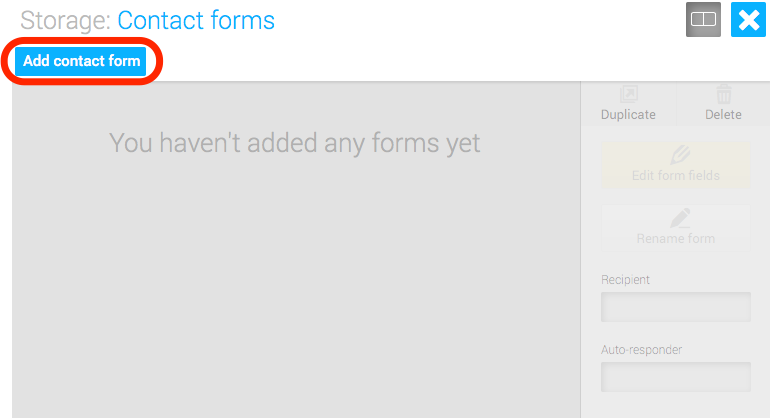 Storage: Contact forms
Add contact form
You haven't added any forms yet
Duplicate
Delete
Edit form fields
Rename form
Recipient
Auto-responder